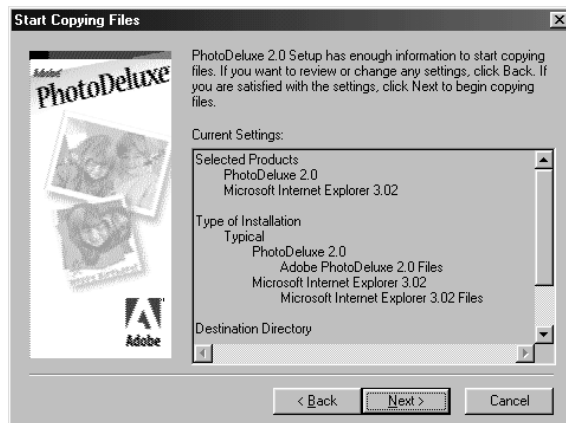 Start Copying Files
Adobe
PhotoDeluxe
Happy Birthday!
Adobe
PhotoDeluxe 2.0 Setup has enough information to start copying
files. If you want to review or change any settings, click Back. If
you are satisfied with the settings, click Next to begin copying
files.
Current Settings:
Selected Products
PhotoDeluxe 2.0
Microsoft Internet Explorer 3.02
Type of Installation
Typical
PhotoDeluxe 2.0
Adobe PhotoDeluxe 2.0 Files
Microsoft Internet Explorer 3.02
Microsoft Internet Explorer 3.02 Files
Destination Directory
< Back
Next >
Cancel